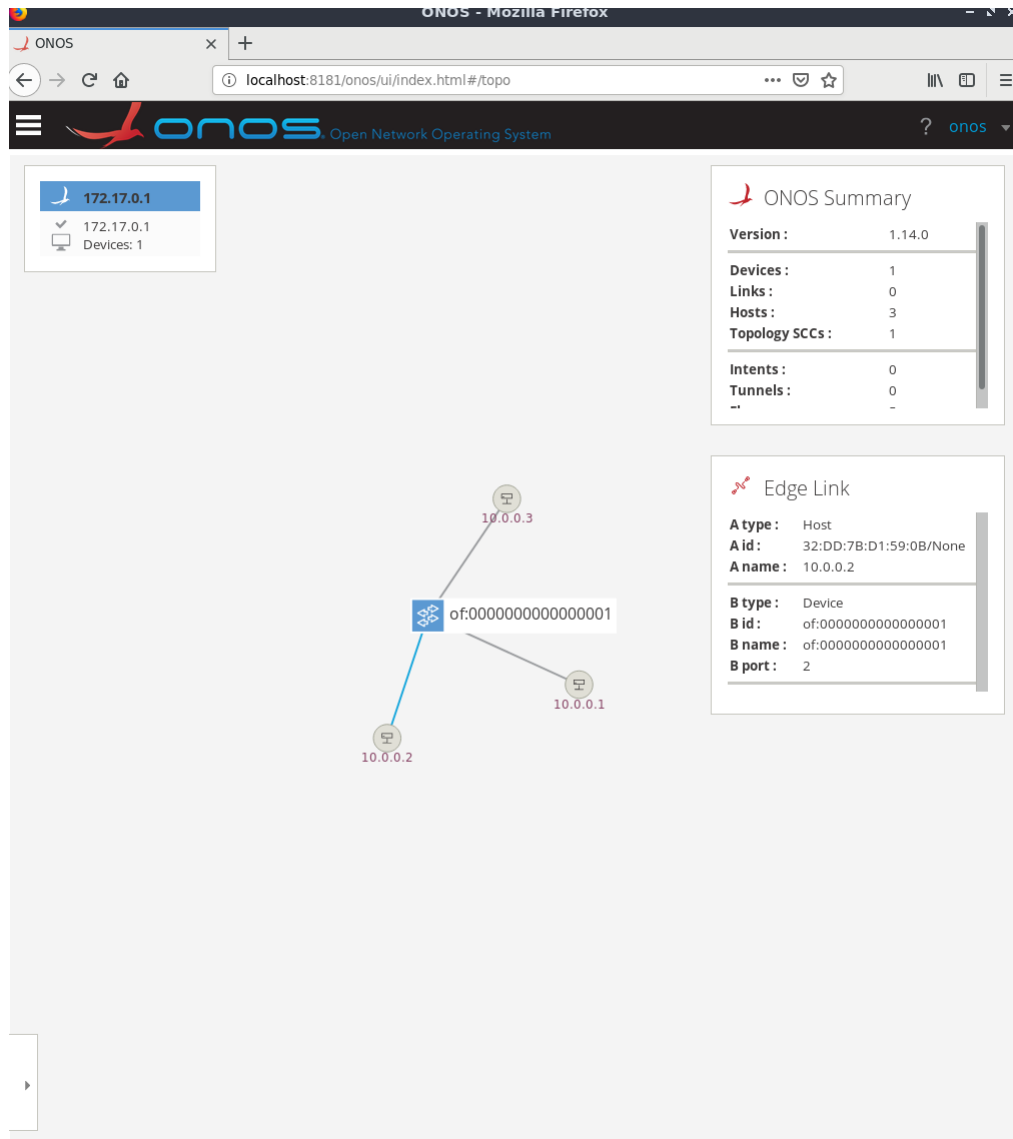 ONOS - Mozilla Firefox
ONOS
localhost:8181/onos/ui/index.html#/topo
onos. Open Network Operating System
? onos
172.17.0.1
172.17.0.1
Devices: 1
ONOS Summary
Version : 1.14.0
Devices : 1
Links : 0
Hosts : 3
Topology SCCs : 1
Intents : 0
Tunnels : 0
10.0.0.3
of:0000000000000001
10.0.0.1
10.0.0.2
Edge Link
A type : Host
A id : 32:DD:7B:D1:59:0B/None
A name : 10.0.0.2
B type : Device
B id : of:0000000000000001
B name : of:0000000000000001
B port : 2